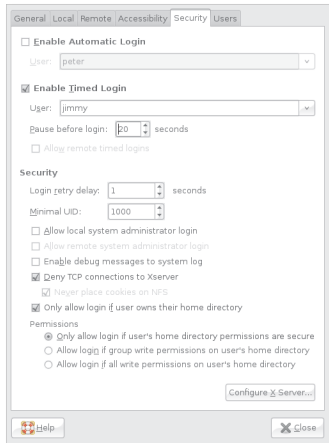 General Local Remote Accessibility Security Users
Enable Automatic Login
User: peter
Enable Timed Login
User: jimmy
Pause before login: 20 seconds
Allow remote timed logins
Security
Login retry delay: 1 seconds
Minimal UID: 1000
Allow local system administrator login
Allow remote system administrator login
Enable debug messages to system log
Deny TCP connections to Xserver
Never place cookies on NFS
Only allow login if user owns their home directory
Permissions
Only allow login if user's home directory permissions are secure
Allow login if group write permissions on user's home directory
Allow login if all write permissions on user's home directory
Configure X Server...
Help Close